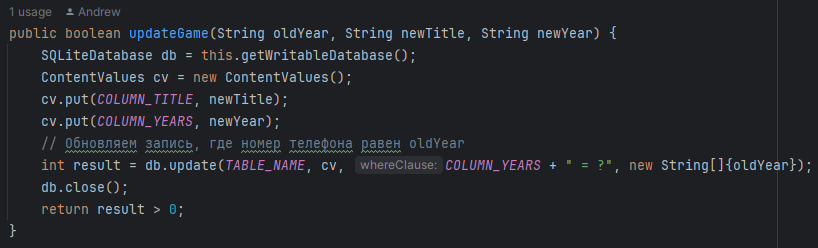 1 usage Andrew
public boolean updateGame(String oldYear, String newTitle, String newYear) {
SQLiteDatabase db = this.getWritableDatabase();
ContentValues cv = new ContentValues();
cv.put(COLUMN_TITLE, newTitle);
cv.put(COLUMN_YEARS, newYear);
// Обновляем запись, где номер телефона равен oldYear
int result = db.update(TABLE_NAME, cv, whereClause: COLUMN_YEARS + " = ?", new String[]{oldYear});
db.close();
return result > 0;
}